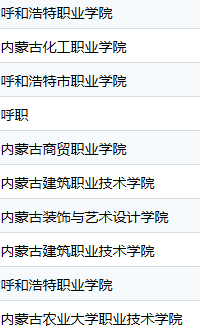 呼和浩特职业学院
内蒙古化工职业学院
呼和浩特市职业学院
呼职
内蒙古商贸职业学院
内蒙古建筑职业技术学院
内蒙古装饰与艺术设计学院
内蒙古建筑职业技术学院
呼和浩特职业学院
内蒙古农业大学职业技术学院